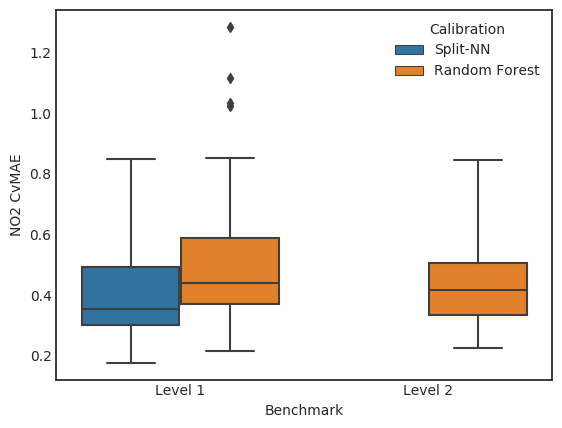 Calibration
Split-NN
Random Forest
NO2 CvMAE
1.2
1.0
0.8
0.6
0.4
0.2
Level 1
Level 2
Benchmark